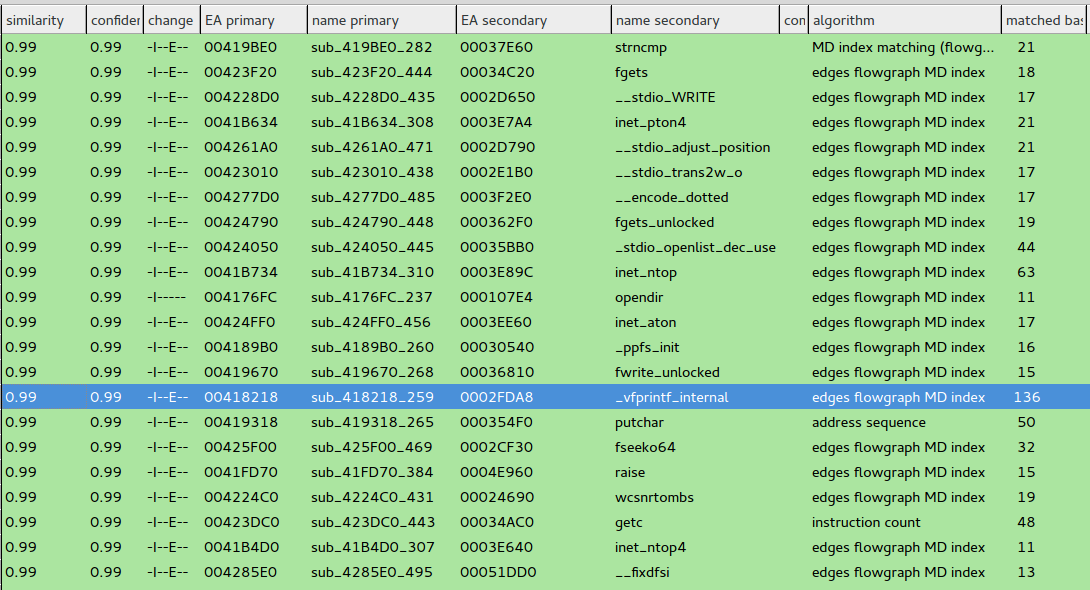 similarity confider change EA primary name primary EA secondary name secondary con algorithm matched bas
0.99 0.99 -I--E-- 00419BE0 sub_419BE0_282 00037E60 strncmp MD index matching (flowg... 21
0.99 0.99 -I--E-- 00423F20 sub_423F20_444 00034C20 fgets edges flowgraph MD index 18
0.99 0.99 -I--E-- 004228D0 sub_4228D0_435 0002D650 __stdio_WRITE edges flowgraph MD index 17
0.99 0.99 -I--E-- 0041B634 sub_41B634_308 0003E7A4 inet_pton4 edges flowgraph MD index 21
0.99 0.99 -I--E-- 004261A0 sub_4261A0_471 0002D790 __stdio_adjust_position edges flowgraph MD index 21
0.99 0.99 -I--E-- 00423010 sub_423010_438 0002E1B0 __stdio_trans2w_o edges flowgraph MD index 17
0.99 0.99 -I--E-- 004277D0 sub_4277D0_485 0003F2E0 __encode_dotted edges flowgraph MD index 17
0.99 0.99 -I--E-- 00424790 sub_424790_448 000362F0 fgets_unlocked edges flowgraph MD index 19
0.99 0.99 -I--E-- 00424050 sub_424050_445 00035BB0 _stdio_openlist_dec_use edges flowgraph MD index 44
0.99 0.99 -I--E-- 0041B734 sub_41B734_310 0003E89C inet_ntop edges flowgraph MD index 63
0.99 0.99 -I----- 004176FC sub_4176FC_237 000107E4 opendir edges flowgraph MD index 11
0.99 0.99 -I--E-- 00424FF0 sub_424FF0_456 0003EE60 inet_aton edges flowgraph MD index 17
0.99 0.99 -I--E-- 004189B0 sub_4189B0_260 00030540 _ppfs_init edges flowgraph MD index 16
0.99 0.99 -I--E-- 00419670 sub_419670_268 00036810 fwrite_unlocked edges flowgraph MD index 15
0.99 0.99 -I--E-- 00418218 sub_418218_259 0002FDA8 _vfprintf_internal edges flowgraph MD index 136
0.99 0.99 -I--E-- 00419318 sub_419318_265 000354F0 putchar address sequence 50
0.99 0.99 -I--E-- 00425F00 sub_425F00_469 0002CF30 fseeko64 edges flowgraph MD index 32
0.99 0.99 -I--E-- 0041FD70 sub_41FD70_384 0004E960 raise edges flowgraph MD index 15
0.99 0.99 -I--E-- 004224C0 sub_4224C0_431 00024690 wcsnrtombs edges flowgraph MD index 19
0.99 0.99 -I--E-- 00423DC0 sub_423DC0_443 00034AC0 getc instruction count 48
0.99 0.99 -I--E-- 0041B4D0 sub_41B4D0_307 0003E640 inet_ntop4 edges flowgraph MD index 11
0.99 0.99 -I--E-- 004285E0 sub_4285E0_495 00051DD0 __fixdfsi edges flowgraph MD index 13